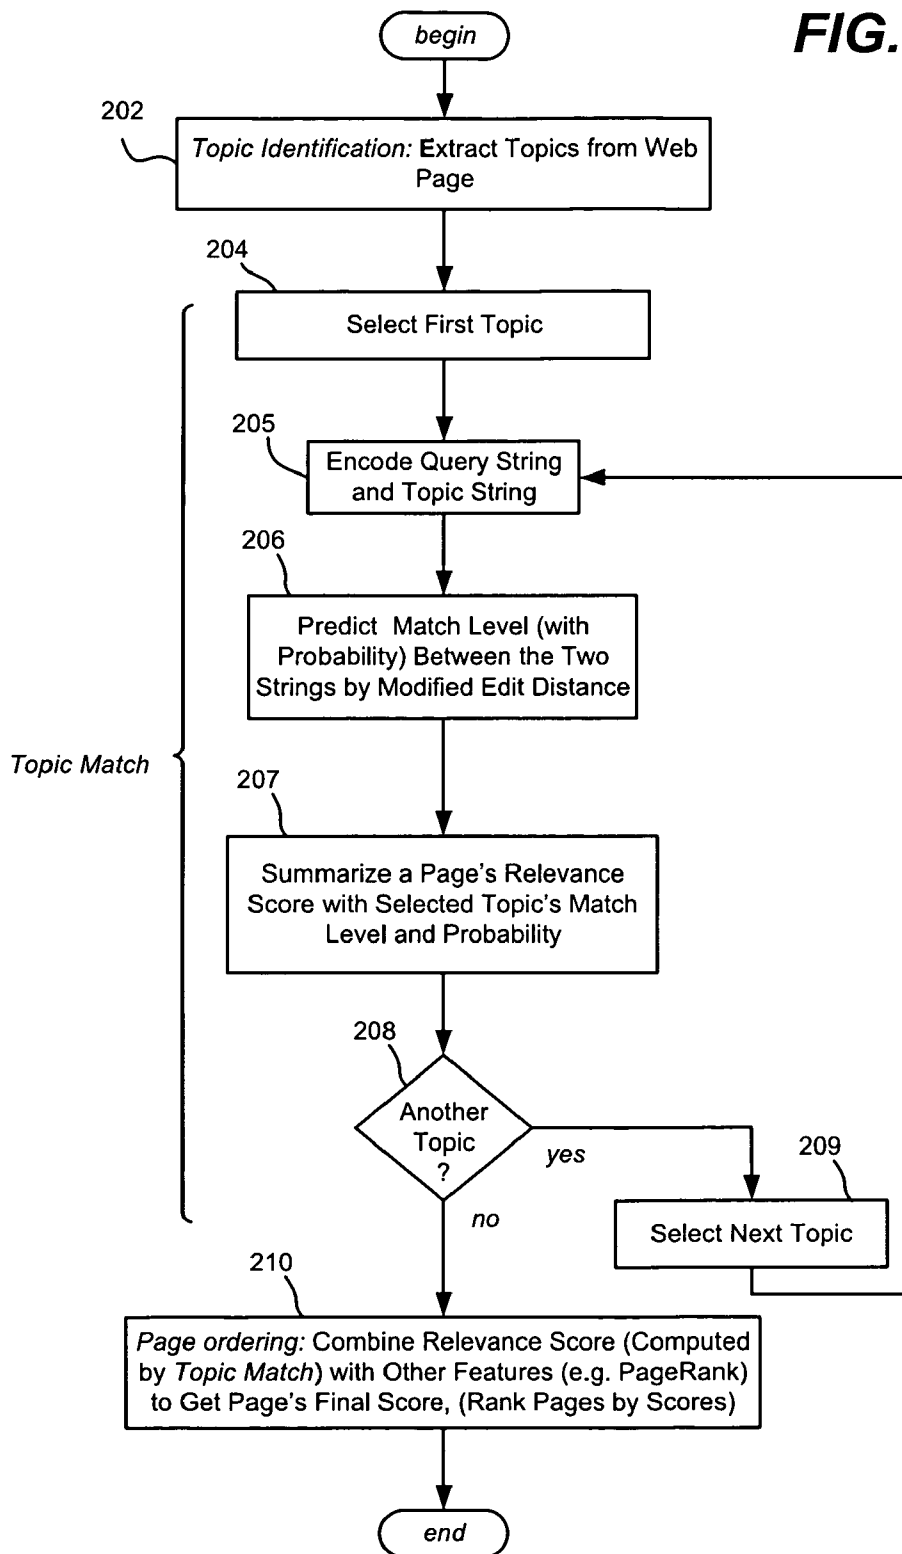 begin
FIG.
202
Topic Identification: Extract Topics from Web
Page
204
Select First Topic
205
Encode Query String
and Topic String
206
Predict Match Level (with
Probability) Between the Two
Strings by Modified Edit Distance
Topic Match
207
Summarize a Page's Relevance
Score with Selected Topic's Match
Level and Probability
208
Another
Topic
?
yes
209
no
Select Next Topic
210
Page ordering: Combine Relevance Score (Computed
by Topic Match) with Other Features (e.g. PageRank)
to Get Page's Final Score, (Rank Pages by Scores)
end